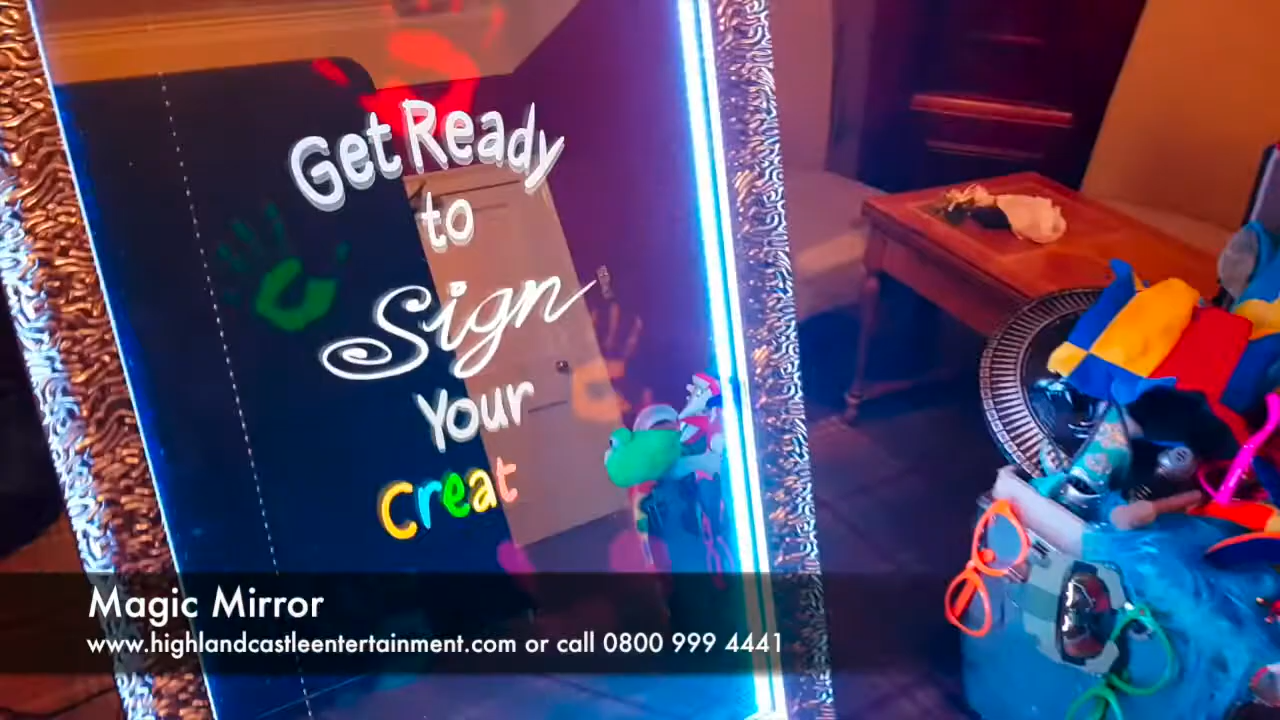 Get Ready
to
Sign
Your
Creat
Magic Mirror
www.highlandcastleentertainment.com or call 0800 999 4441